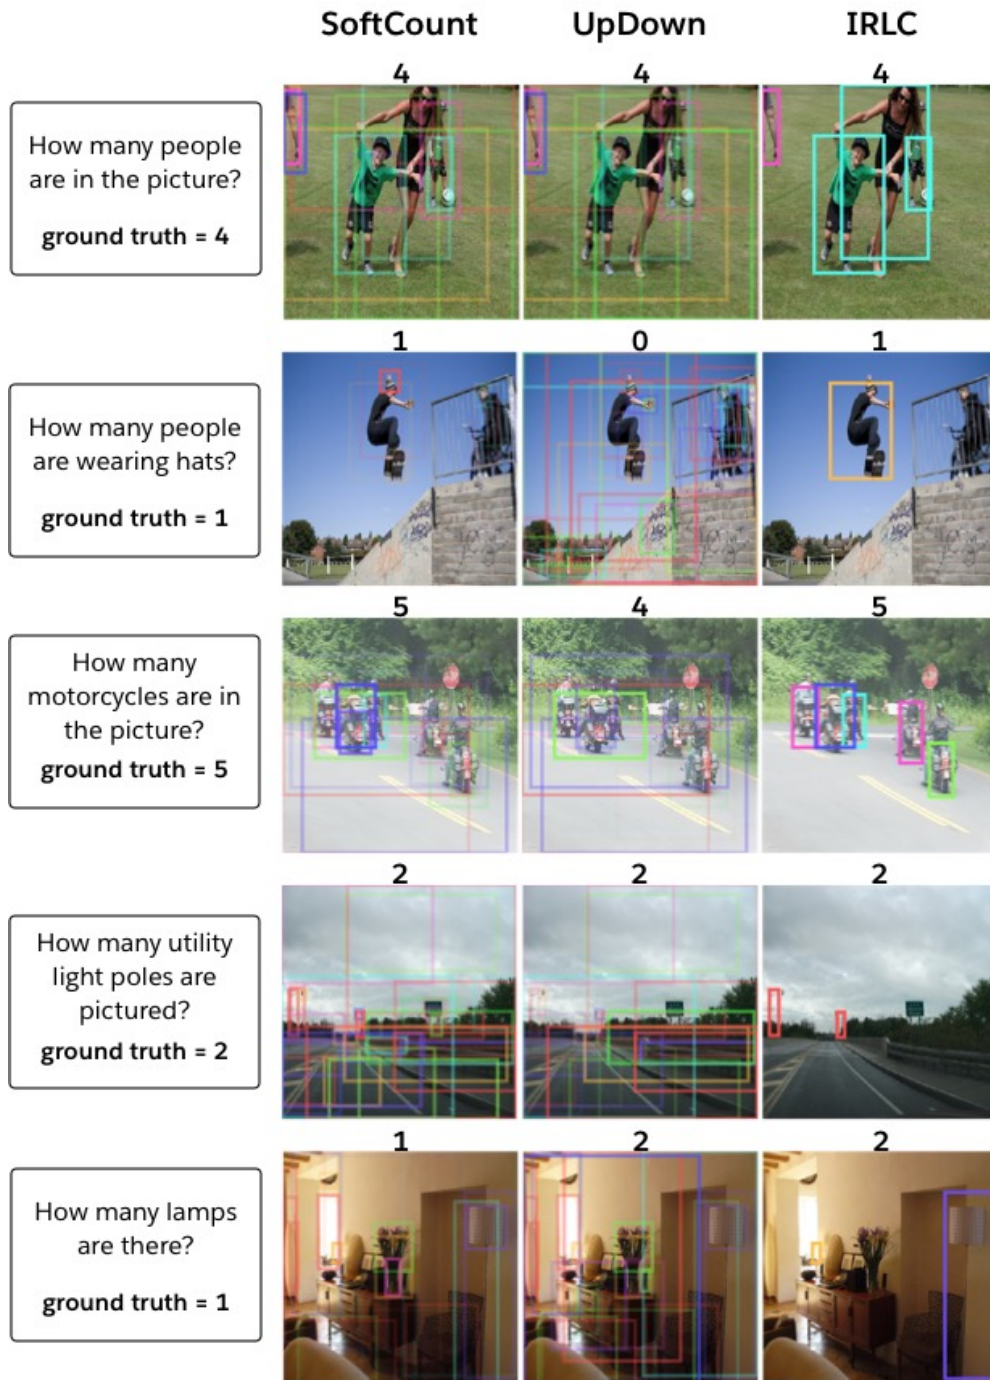 SoftCount UpDown IRLC
4 4 4
How many people
are in the picture?
ground truth = 4
1 0 1
How many people
are wearing hats?
ground truth = 1
5 4 5
How many
motorcycles are in
the picture?
ground truth = 5
2 2 2
How many utility
light poles are
pictured?
ground truth = 2
1 2 2
How many lamps
are there?
ground truth = 1